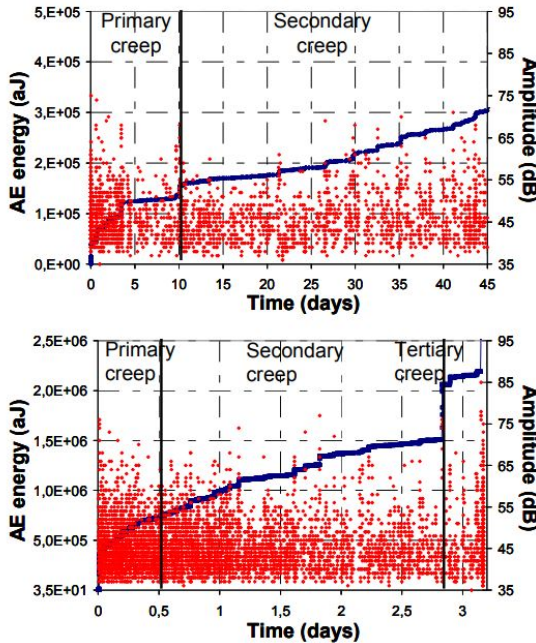 5,E+05
4,E+05
3,E+05
2,E+05
1,E+05
0,E+00
AE energy (aJ)
Primary
creep
Secondary
creep
95
85
75
65
55
45
35
Amplitude (dB)
0 5 10 15 20 25 30 35 40 45
Time (days)
2,5E+06
2,0E+06
1,5E+06
1,0E+06
5,0E+05
3,5E+01
AE energy (aJ)
Primary
creep
Secondary
creep
Tertiary
creep
95
85
75
65
55
45
35
Amplitude (dB)
0 0,5 1 1,5 2 2,5 3
Time (days)